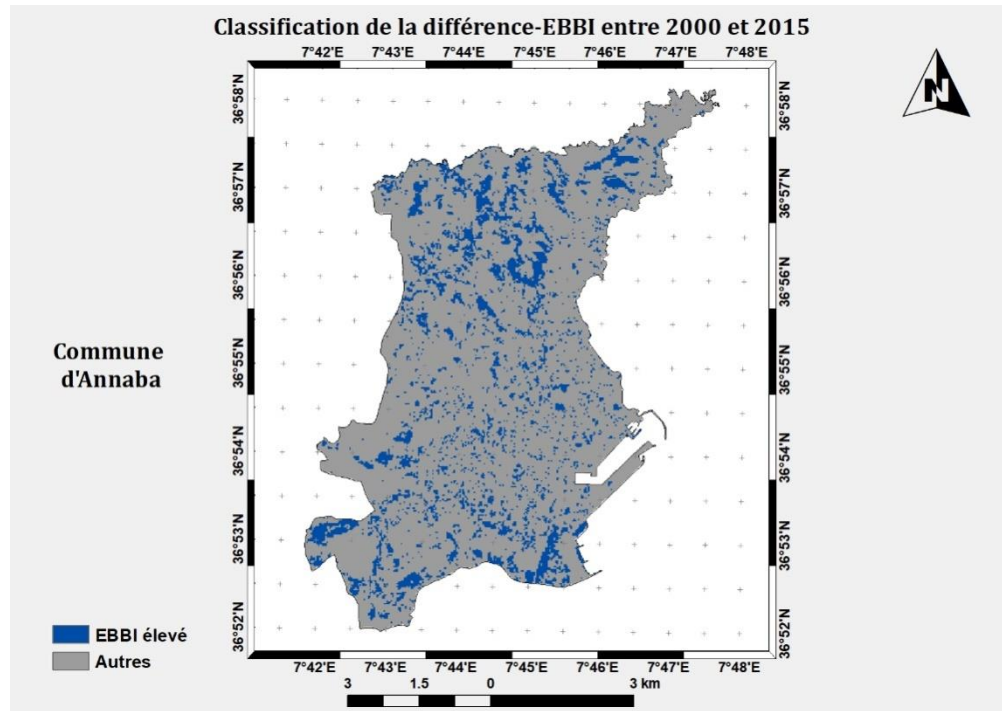 Classification de la différence-EBBI entre 2000 et 2015
7°42'E 7°43'E 7°44'E 7°45'E 7°46'E 7°47'E 7°48'E
N
36°58'N 36°58'N
36°57'N 36°57'N
36°56'N 36°56'N
36°55'N 36°55'N
Commune
d'Annaba
36°54'N 36°54'N
36°53'N 36°53'N
36°52'N 36°52'N
EBBI élevé
Autres
7°42'E 7°43'E 7°44'E 7°45'E 7°46'E 7°47'E 7°48'E
3 1.5 0 3 km